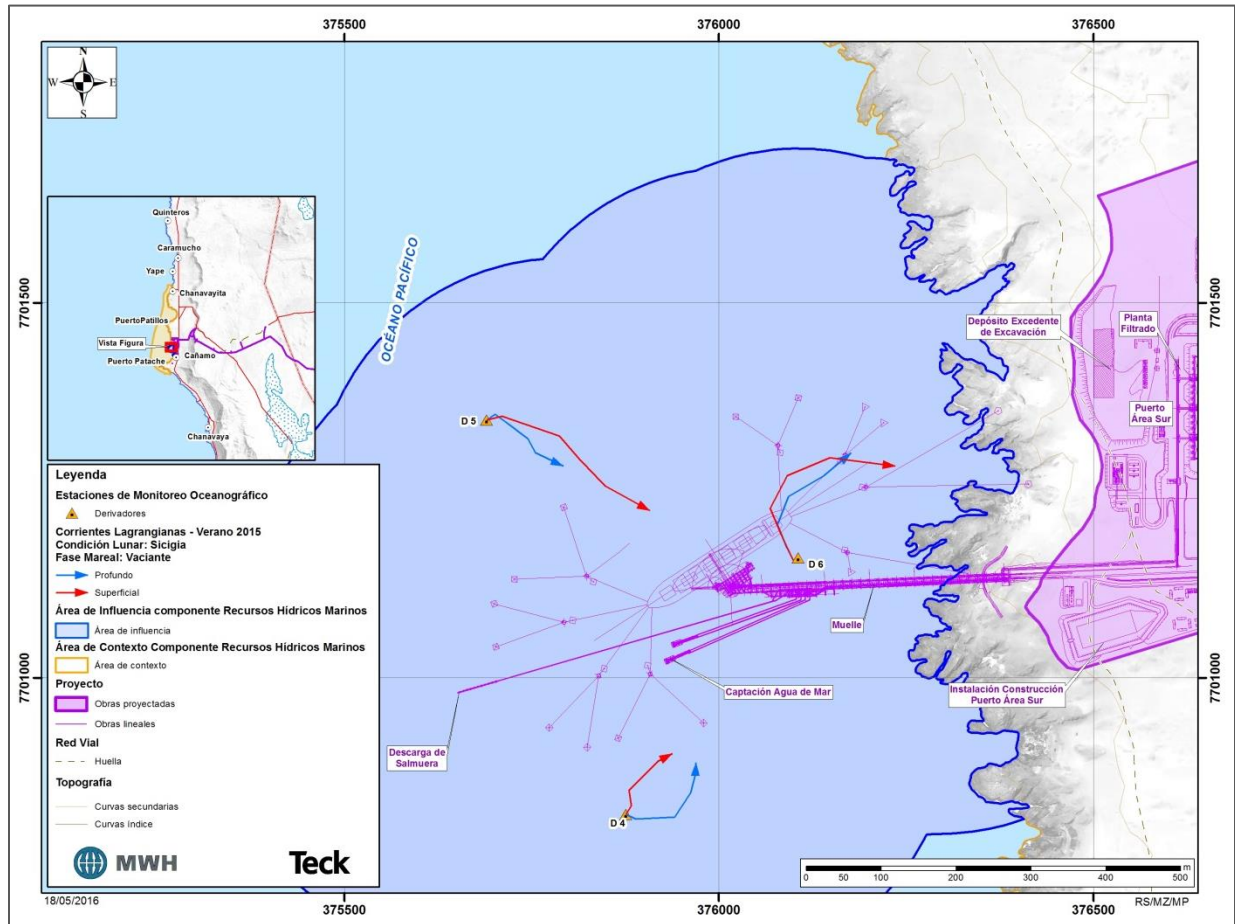 375500
376000
376500
N
W
E
S
7701500
7701500
7701000
7701000
Quinteros
Caramucho
Yape
Chanavayita
PuertoPatillos
Vista Figura
Cañamo
Puerto Patache
Chanavaya
OCÉANO PACÍFICO
Depósito Excedente
de Excavación
Planta
Filtrado
Puerto
Área Sur
D 5
D 6
Muelle
Captación Agua de Mar
Instalación Construcción
Puerto Área Sur
Descarga de
Salmuera
D 4
Leyenda
Estaciones de Monitoreo Oceanográfico
Derivadores
Corrientes Lagrangianas - Verano 2015
Condición Lunar: Sicigia
Fase Mareal: Vaciante
Profundo
Superficial
Área de Influencia componente Recursos Hídricos Marinos
Área de influencia
Área de Contexto Componente Recursos Hídricos Marinos
Área de contexto
Proyecto
Obras proyectadas
Obras lineales
Red Vial
Huella
Topografía
Curvas secundarias
Curvas índice
MWH
Teck
m
0 50 100 200 300 400 500
18/05/2016
RS/MZ/MP
375500
376000
376500